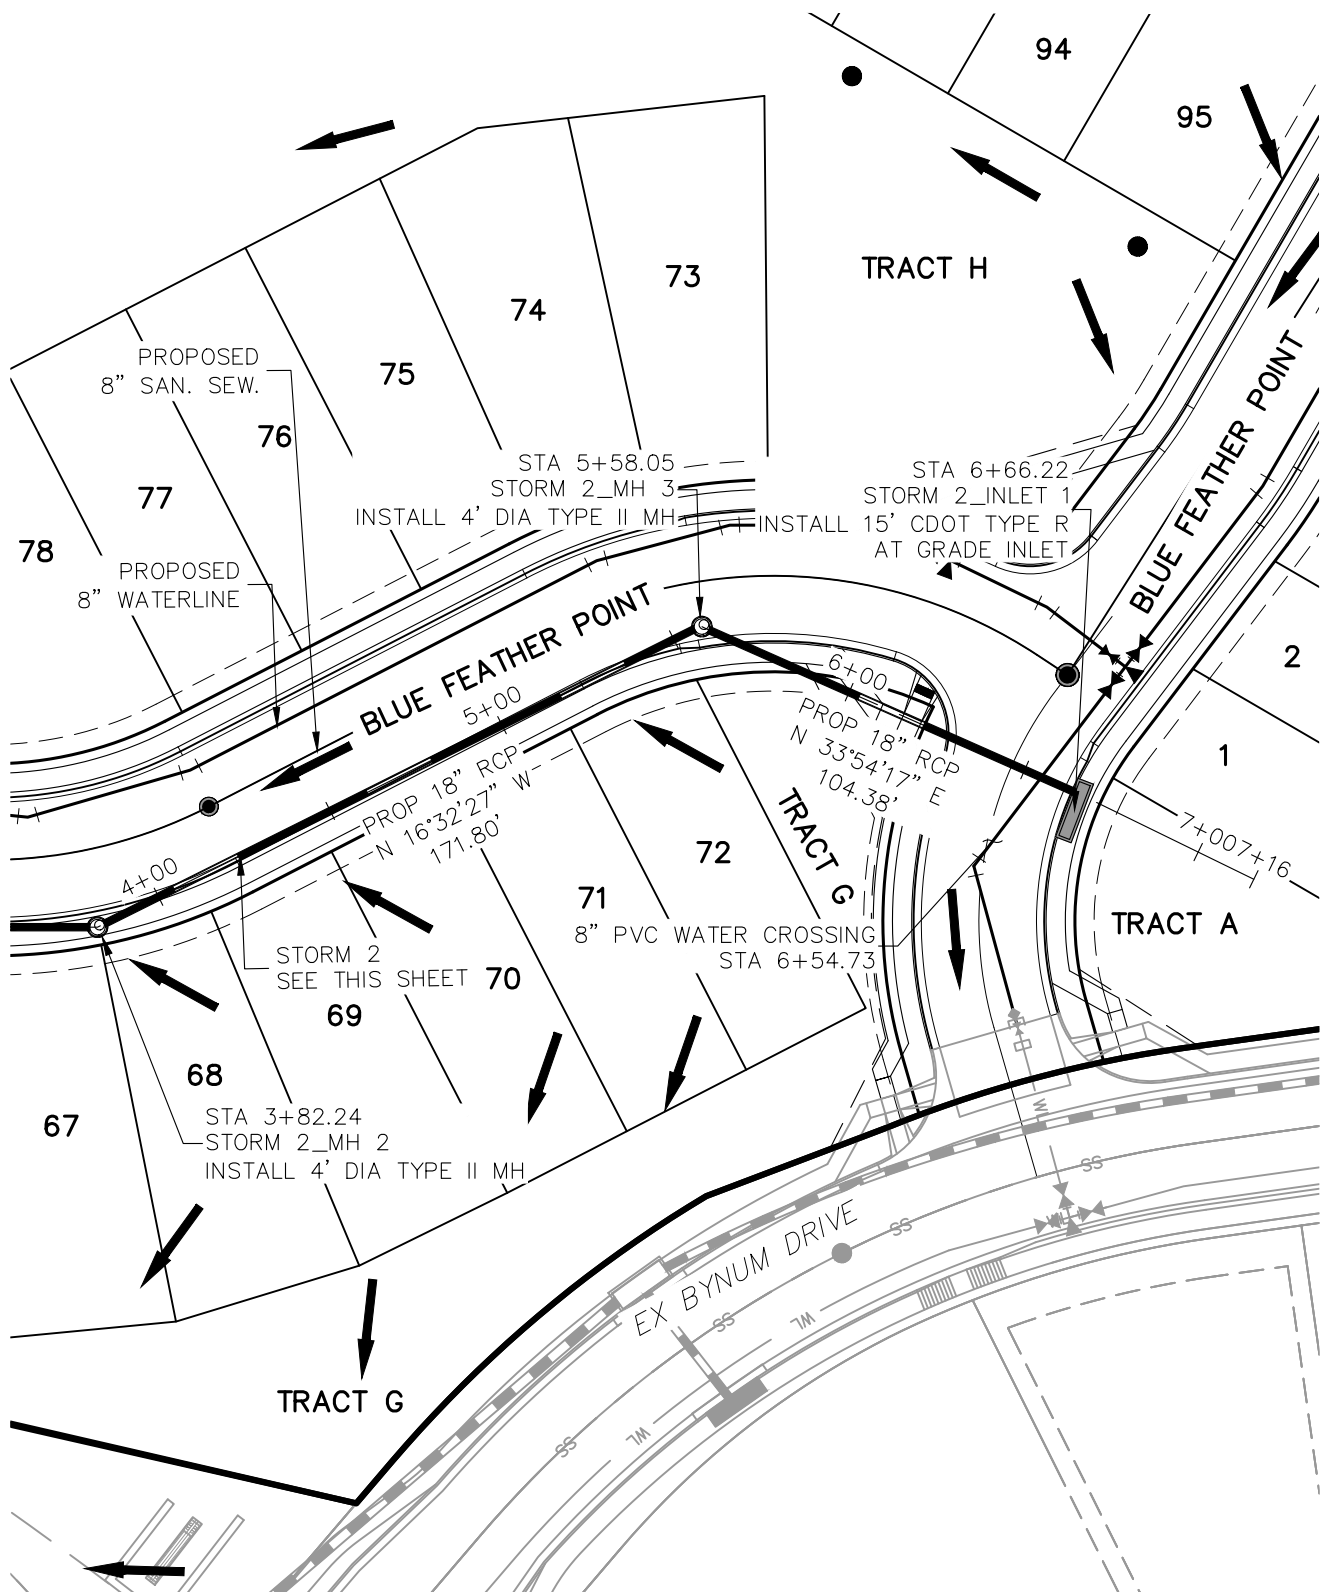 94
95
TRACT H
73
74
75
76
77
78
PROPOSED
8" SAN. SEW.
PROPOSED
8" WATERLINE
STA 5+58.05
STORM 2_MH 3
INSTALL 4' DIA TYPE II MH
STA 6+66.22
STORM 2_INLET 1
INSTALL 15' CDOT TYPE R
AT GRADE INLET
BLUE FEATHER POINT
BLUE FEATHER POINT
2
1
6+00
5+00
4+00
7+007+16
PROP 18" RCP
N 33°54'17" E
104.38'
PROP 18" RCP
N 16°32'27" W
171.80'
TRACT G
72
71
70
69
68
67
8" PVC WATER CROSSING
STA 6+54.73
TRACT A
STORM 2
SEE THIS SHEET
STA 3+82.24
STORM 2_MH 2
INSTALL 4' DIA TYPE II MH
EX BYNUM DRIVE
TRACT G
WL
SS
SS
SS
WL
SS
WL
WL